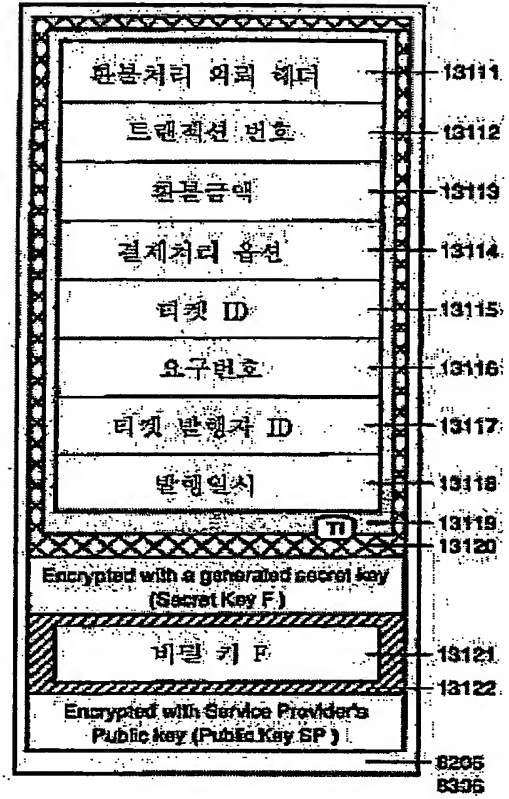 환불처리 의뢰 헤더 13111
트랜잭션 번호 13112
환불금액 13113
결제처리 옵션 13114
티켓 ID 13115
요구번호 13116
티켓 발행자 ID 13117
발행일시 13118
TI 13119
13120
Encrypted with a generated secret key
(Secret Key F )
비밀 키 F 13121
13122
Encrypted with Service Provider's
Public key (Public Key SP )
8206
8306